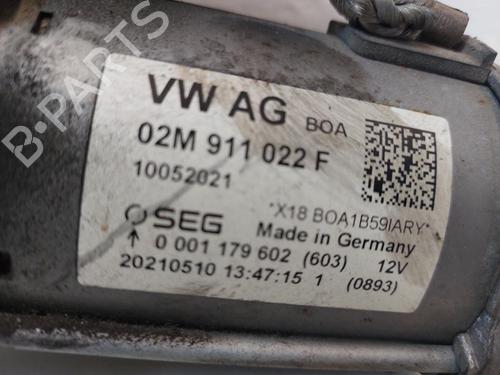 B-PARTS
VW AG BOA
02M 911 022 F
10052021
*X18 BOA1B59IARY*
SEG Made in Germany
0 001 179 602 (603) 12V
20210510 13:47:15 1 (0893)